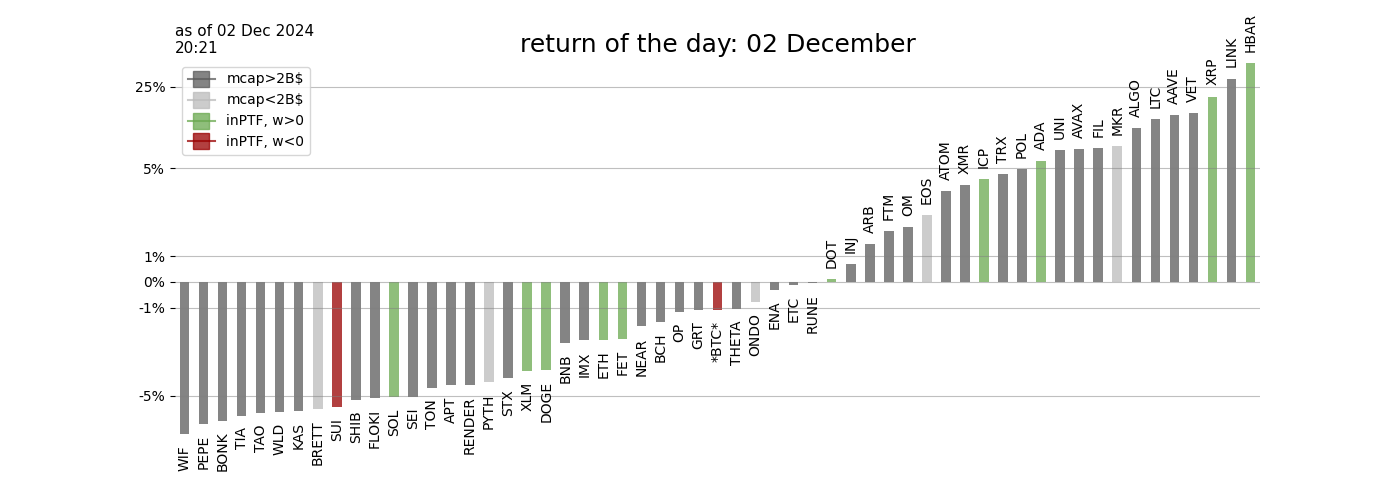 as of 02 Dec 2024
20:21
return of the day: 02 December
mcap>2B$
mcap<2B$
inPTF, w>0
inPTF, w<0
25%
5%
1%
0%
-1%
-5%
WIF
PEPE
BONK
TIA
TAO
WLD
KAS
BRETT
SUI
SHIB
FLOKI
SOL
SEI
TON
APT
RENDER
PYTH
STX
XLM
DOGE
BNB
IMX
ETH
FET
NEAR
BCH
OP
GRT
*BTC*
THETA
ONDO
ENA
ETC
RUNE
DOT
INJ
ARB
FTM
OM
EOS
ATOM
XMR
ICP
TRX
POL
ADA
UNI
AVAX
FIL
MKR
ALGO
LTC
AAVE
VET
XRP
LINK
HBAR